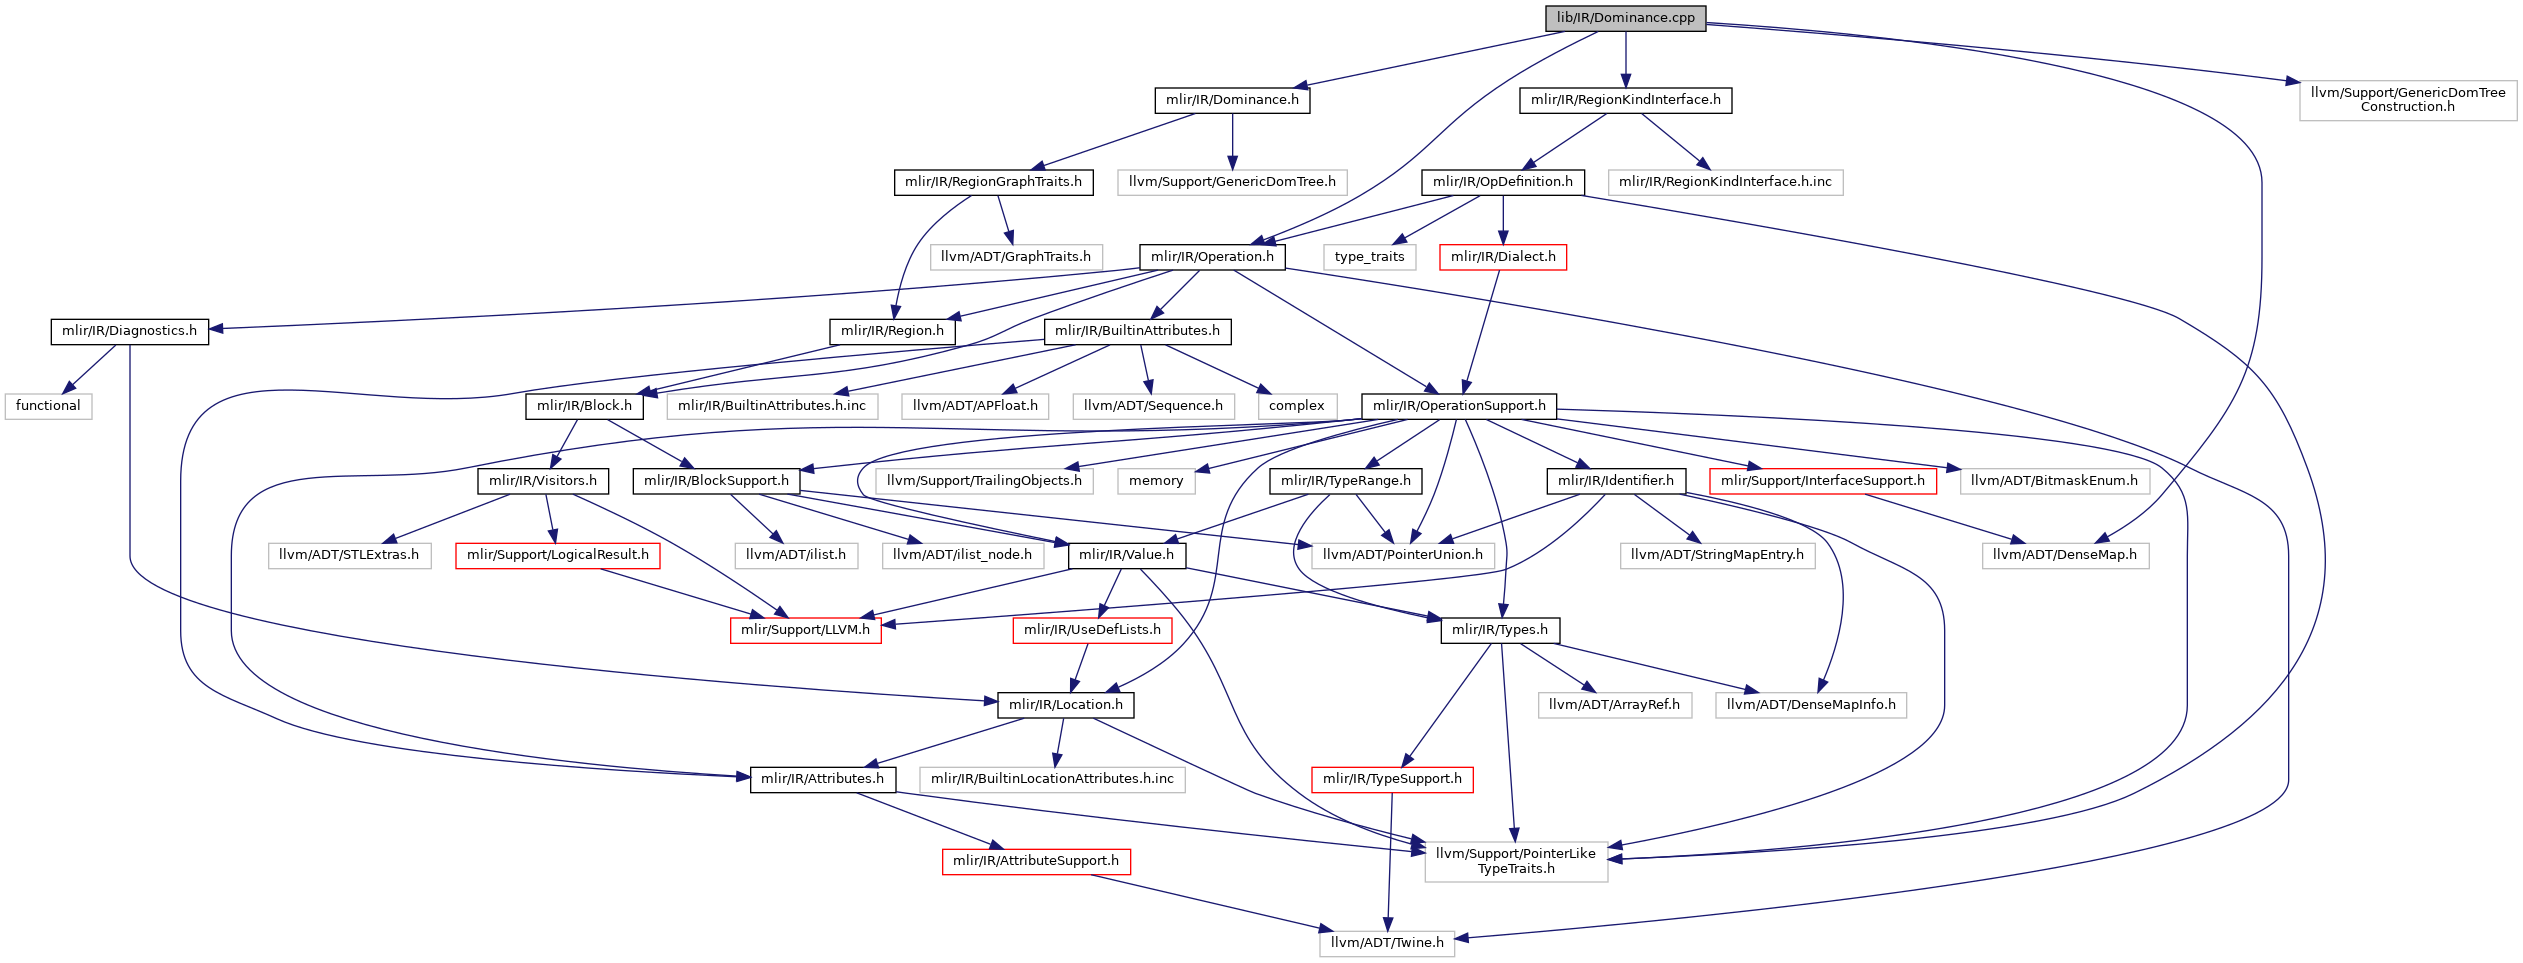 lib/IR/Dominance.cpp
mlir/IR/Dominance.h
mlir/IR/RegionKindInterface.h
llvm/Support/GenericDomTree
Construction.h
mlir/IR/RegionGraphTraits.h
llvm/Support/GenericDomTree.h
mlir/IR/OpDefinition.h
mlir/IR/RegionKindInterface.h.inc
llvm/ADT/GraphTraits.h
mlir/IR/Operation.h
type_traits
mlir/IR/Dialect.h
mlir/IR/Diagnostics.h
mlir/IR/Region.h
mlir/IR/BuiltinAttributes.h
functional
mlir/IR/Block.h
mlir/IR/BuiltinAttributes.h.inc
llvm/ADT/APFloat.h
llvm/ADT/Sequence.h
complex
mlir/IR/OperationSupport.h
mlir/IR/Visitors.h
mlir/IR/BlockSupport.h
llvm/Support/TrailingObjects.h
memory
mlir/IR/TypeRange.h
mlir/IR/Identifier.h
mlir/Support/InterfaceSupport.h
llvm/ADT/BitmaskEnum.h
llvm/ADT/STLExtras.h
mlir/Support/LogicalResult.h
llvm/ADT/ilist.h
llvm/ADT/ilist_node.h
mlir/IR/Value.h
llvm/ADT/PointerUnion.h
llvm/ADT/StringMapEntry.h
llvm/ADT/DenseMap.h
mlir/Support/LLVM.h
mlir/IR/UseDefLists.h
mlir/IR/Types.h
mlir/IR/Location.h
llvm/ADT/ArrayRef.h
llvm/ADT/DenseMapInfo.h
mlir/IR/Attributes.h
mlir/IR/BuiltinLocationAttributes.h.inc
mlir/IR/TypeSupport.h
mlir/IR/AttributeSupport.h
llvm/Support/PointerLike
TypeTraits.h
llvm/ADT/Twine.h